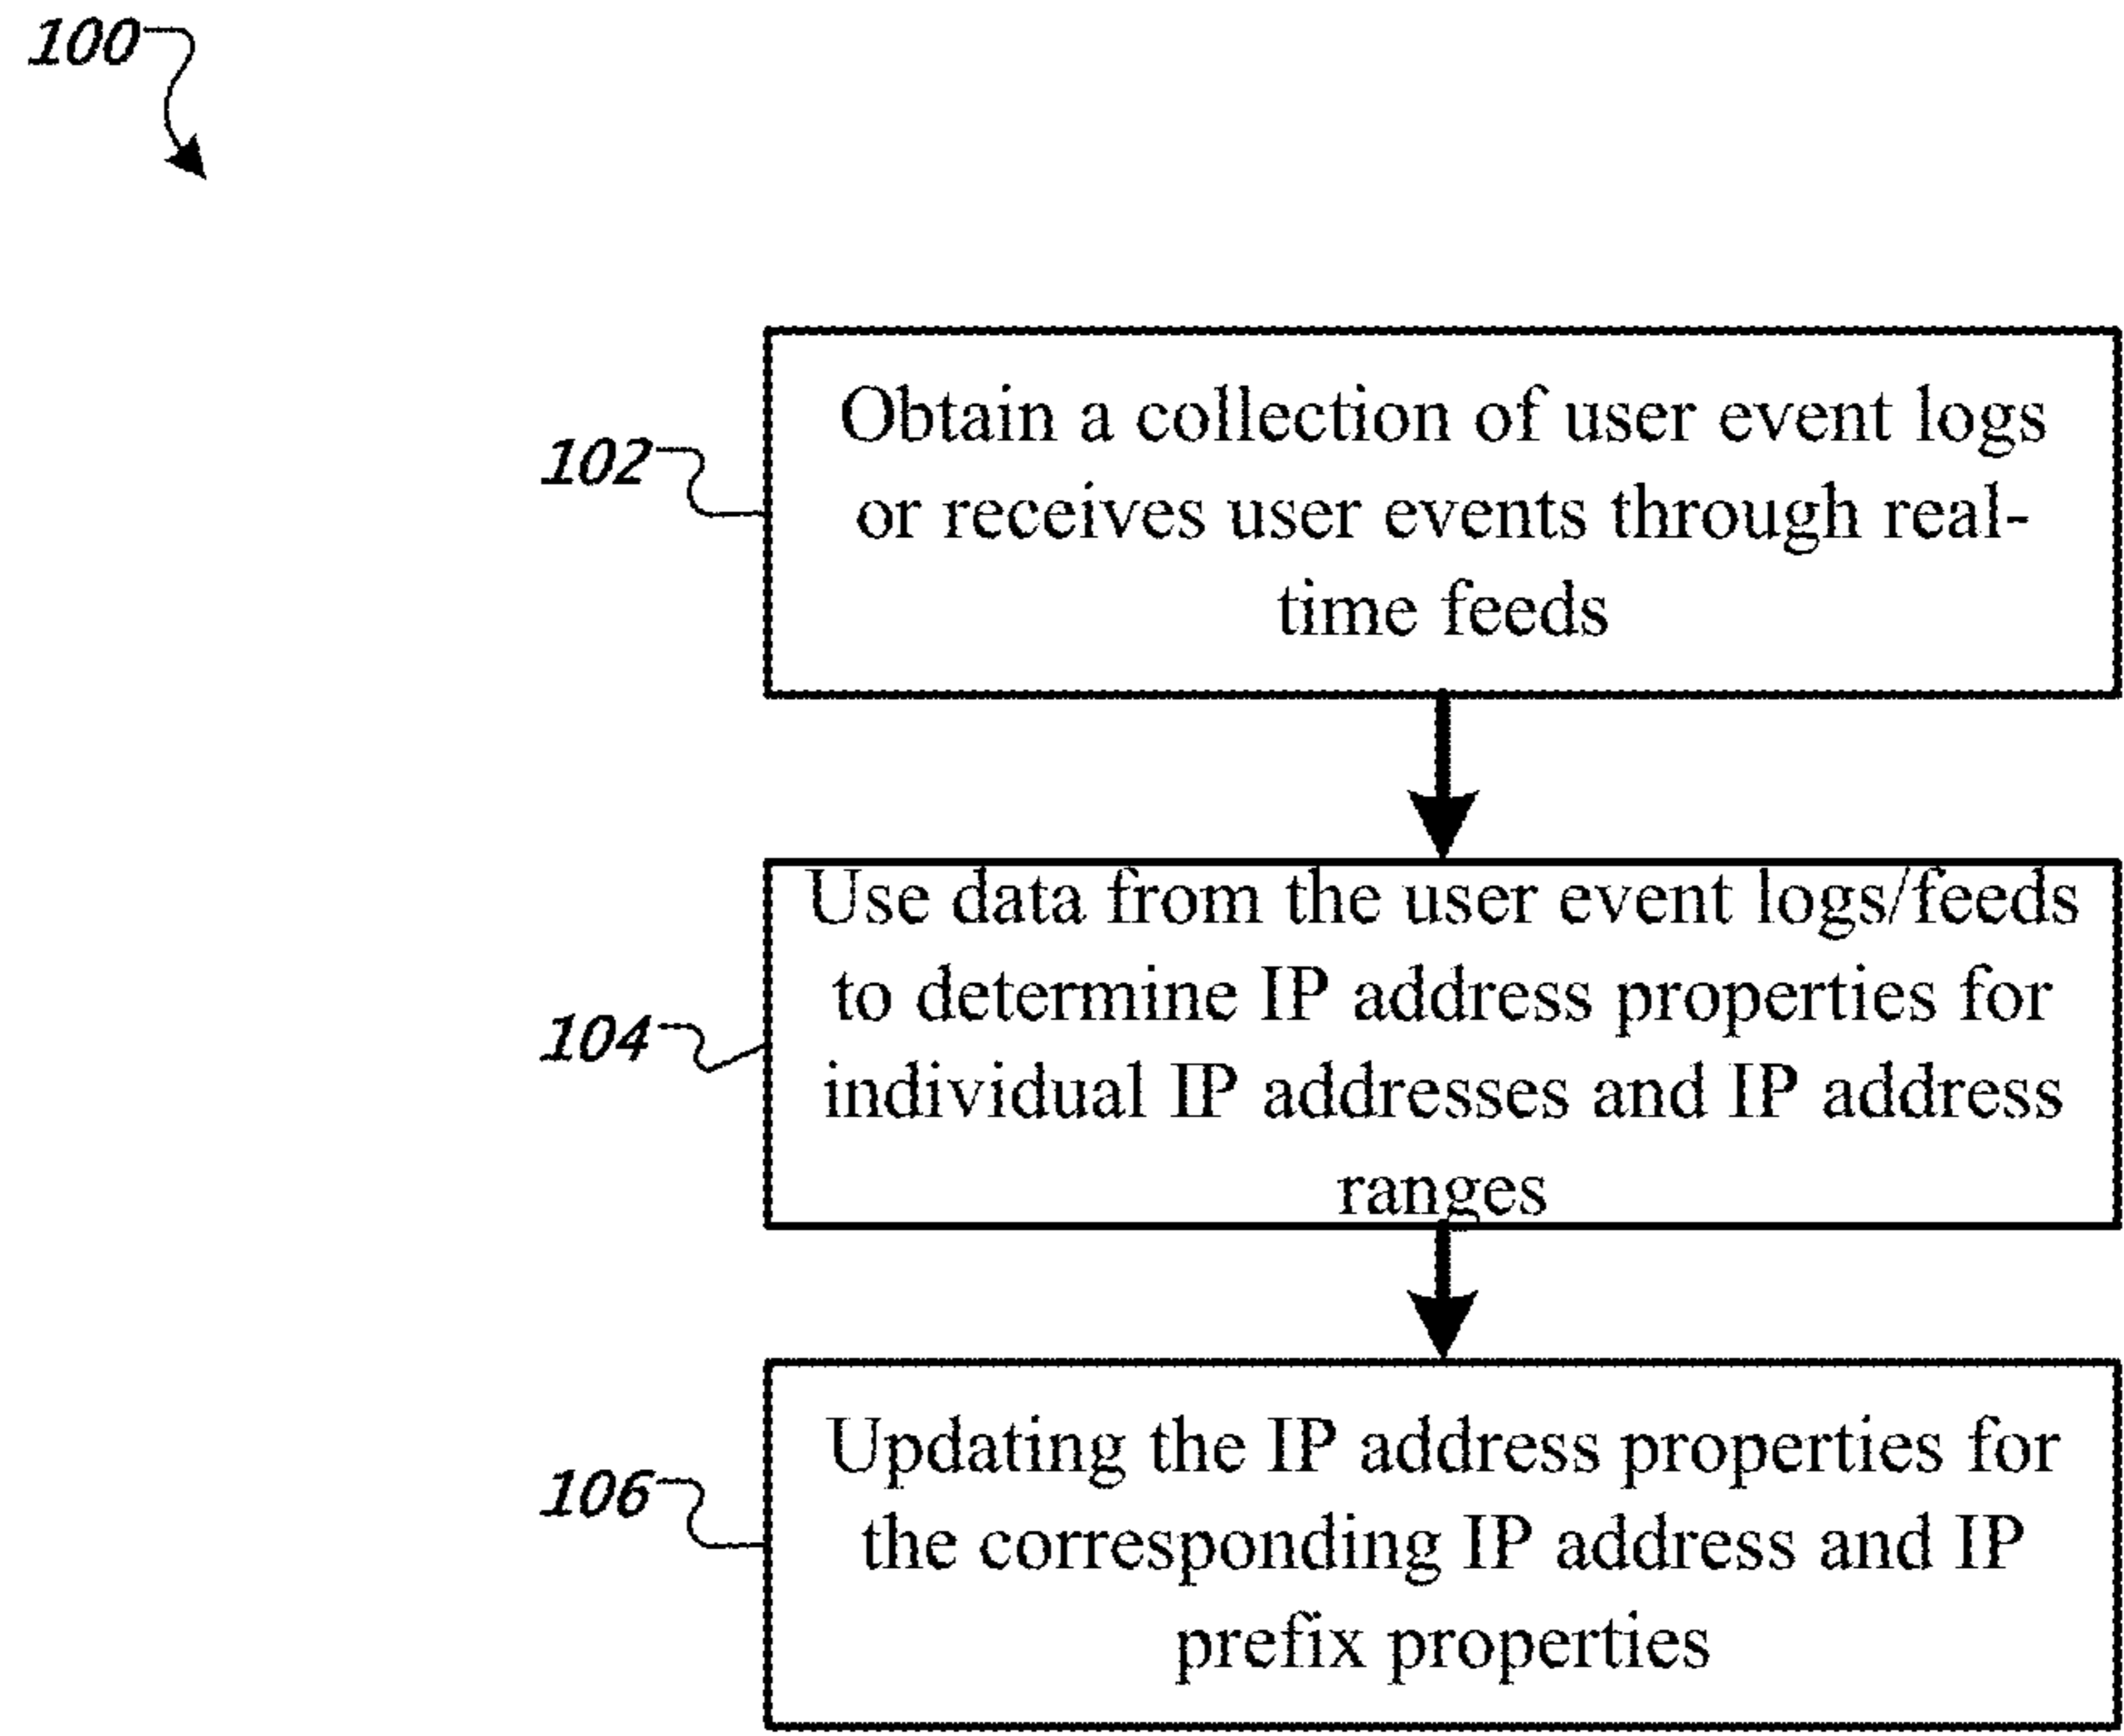 100
102
Obtain a collection of user event logs
or receives user events through real-
time feeds
104
Use data from the user event logs/feeds
to determine IP address properties for
individual IP addresses and IP address
ranges
106
Updating the IP address properties for
the corresponding IP address and IP
prefix properties